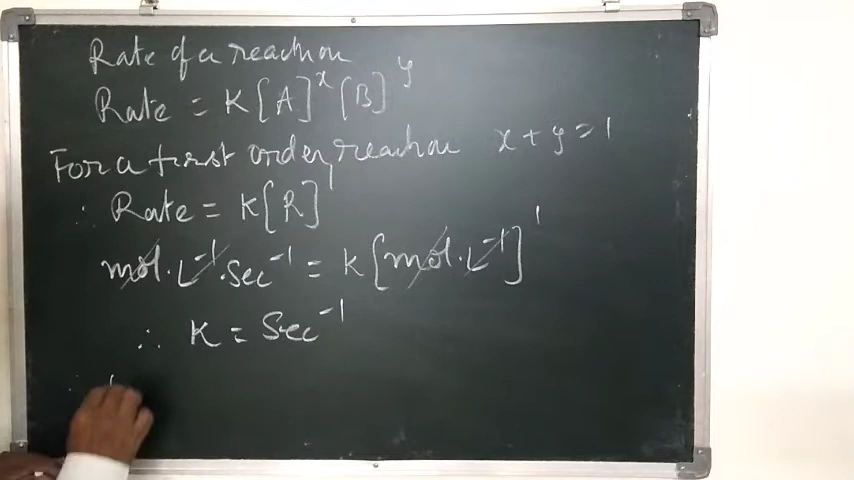 Rate of a reaction
Rate = K[A]^x [B]^y
For a first order reaction x + y = 1
∴ Rate = K[R]^1
mol. L^-1. Sec^-1 = K[mol. L^-1]^1
∴ K = Sec^-1